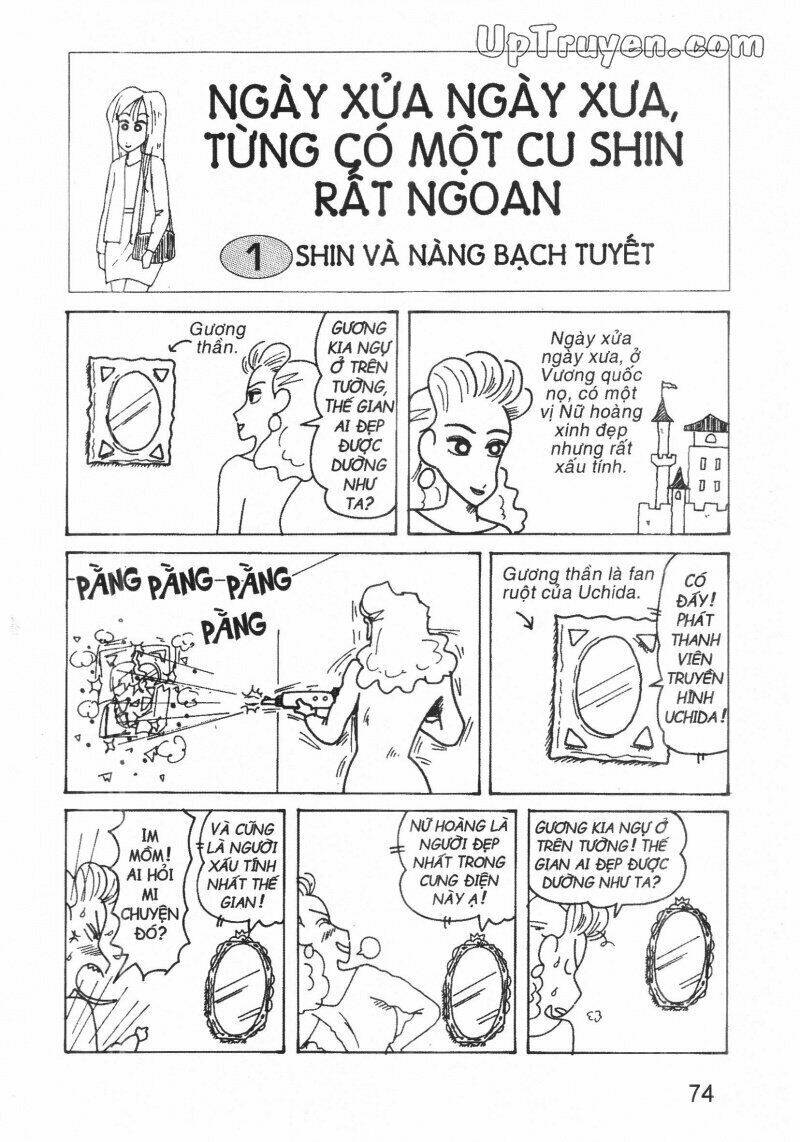 UpTruyen.com
NGÀY XỬA NGÀY XƯA,
TỪNG CÓ MỘT CU SHIN
RẤT NGOAN
1 SHIN VÀ NÀNG BẠCH TUYẾT
Ngày xửa
ngày xưa, ở
Vương quốc
nọ, có một
vị Nữ hoàng
xinh đẹp
nhưng rất
xấu tính.
Gương
thần.
GƯƠNG
KIA NGỰ
Ở TRÊN
TƯỜNG,
THẾ GIAN
AI ĐẸP
ĐƯỢC
DƯỜNG
NHƯ
TA?
CÓ
ĐẤY!
PHÁT
THANH
VIÊN
TRUYỀN
HÌNH
UCHIDA!
Gương thần là fan
ruột của Uchida.
PẰNG PẰNG PẰNG
PẰNG
GƯƠNG KIA NGỰ Ở
TRÊN TƯỜNG! THẾ
GIAN AI ĐẸP ĐƯỢC
DƯỜNG NHƯ TA?
NỮ HOÀNG LÀ
NGƯỜI ĐẸP
NHẤT TRONG
CUNG ĐIỆN
NÀY Ạ!
VÀ CŨNG
LÀ NGƯỜI
XẤU TÍNH
NHẤT THẾ
GIAN!
IM
MỒM!
AI HỎI
MI
CHUYỆN
ĐÓ?
74